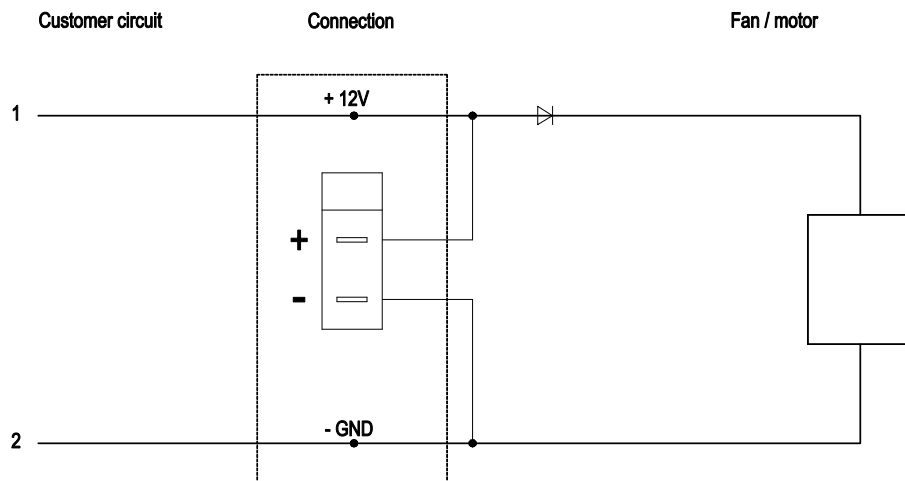 Customer circuit
Connection
Fan / motor
+ 12V
1
+
-
- GND
2